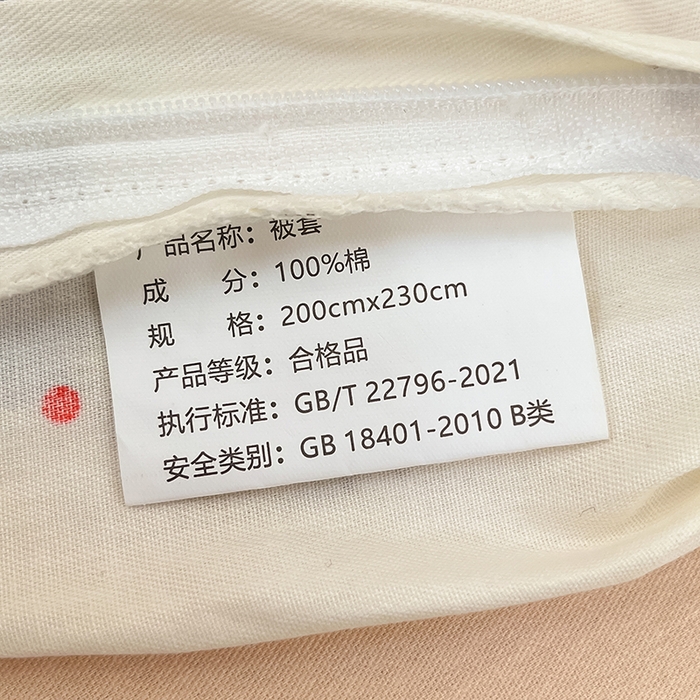 产品名称：被套
成　　分：100%棉
规　　格：200cmx230cm
产品等级：合格品
执行标准：GB/T 22796-2021
安全类别：GB 18401-2010 B类